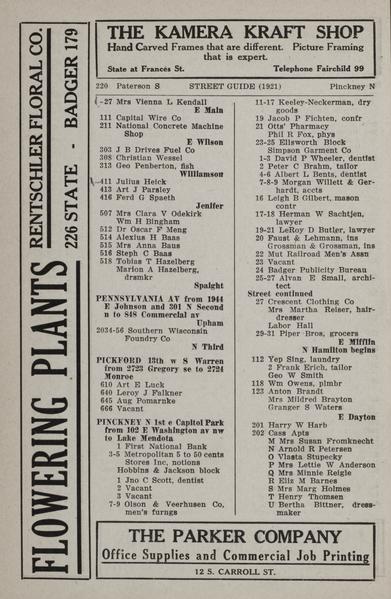 FLOWERING PLANTS
RENTSCHLER FLORAL CO.
226 STATE - BADGER 179
THE KAMERA KRAFT SHOP
Hand Carved Frames that are different. Picture Framing
that is expert.
State at Frances St. Telephone Fairchild 99
220 Paterson S STREET GUIDE (1921) Pinckney N
-27 Mrs Vienna L Kendall
E Main
111 Capital Wire Co
211 National Concrete Machine
Shop
E Wilson
303 J B Drives Fuel Co
308 Christian Wessel
313 Geo Penberton, fish
Williamson
-411 Julius Heick
413 Art J Parsley
416 Ferd G Spaeth
Jenifer
507 Mrs Clara V Odekirk
Wm H Bingham
512 Dr Oscar F Meng
514 Alexius H Baas
515 Mrs Anna Baus
516 Steph C Baas
518 Tobias T Hazelberg
Marian A Hazelberg,
drsmkr
Spaight
PENNSYLVANIA AV from 1944
E Johnson and 301 N Second
n to 848 Commercial av
Upham
2034-56 Southern Wisconsin
Foundry Co
N Third
PICKFORD 13th w S Warren
from 2723 Gregory se to 2724
Monroe
610 Art E Luck
640 Leroy J Falkner
645 Aug Pomarnke
666 Vacant
PINCKNEY N 1st e Capitol Park
from 102 E Washington av nw
to Lake Mendota
1 First National Bank
3-5 Metropolitan 5 to 50 cents
Stores Inc, notions
Hobbins & Jackson block
1 Jno C Scott, dentist
2 Vacant
3 Vacant
7-9 Olson & Veerhusen Co,
men's furngs
11-17 Keeley-Neckerman, dry
goods
19 Jacob P Fichten, confr
21 Otts' Pharmacy
Phil R Fox, phys
23-25 Ellsworth Block
Simpson Garment Co
1-3 David P Wheeler, dentist
2 Peter C Brahm, tailor
4-6 Albert L Bents, dentist
7-8-9 Morgan Willett & Ger-
hardt, accts
16 Leigh B Gilbert, mason
contr
17-18 Herman W Sachtjen,
lawyer
19-21 LeRoy D Butler, lawyer
20 Faust & Lehmann, ins
Grossman & Grossman, ins
22 Mut Railroad Men's Assn
23 Vacant
24 Badger Publicity Bureau
25-27 Alvan E Small, archi-
tect
Street continued
27 Crescent Clothing Co
Mrs Martha Reiser, hair-
dresser
Labor Hall
29-31 Piper Bros, grocers
E Mifflin
N Hamilton begins
112 Yep Sing, laundry
2 Frank Erich, tailor
Geo W Smith
118 Wm Owens, plmbr
123 Anton Brandt
Mrs Mildred Brayton
Granger S Waters
E Dayton
201 Harry W Harb
202 Cass Apts
M Mrs Susan Fromknecht
N Arnold R Petersen
O Vlasta Stupecky
P Mrs Lettie W Anderson
Q Mrs Minnie Reigle
R Eliz M Barnes
S Mrs Marg Holmes
T Henry Thomsen
U Bertha Bittner, dress-
maker
THE PARKER COMPANY
Office Supplies and Commercial Job Printing
12 S. CARROLL ST.